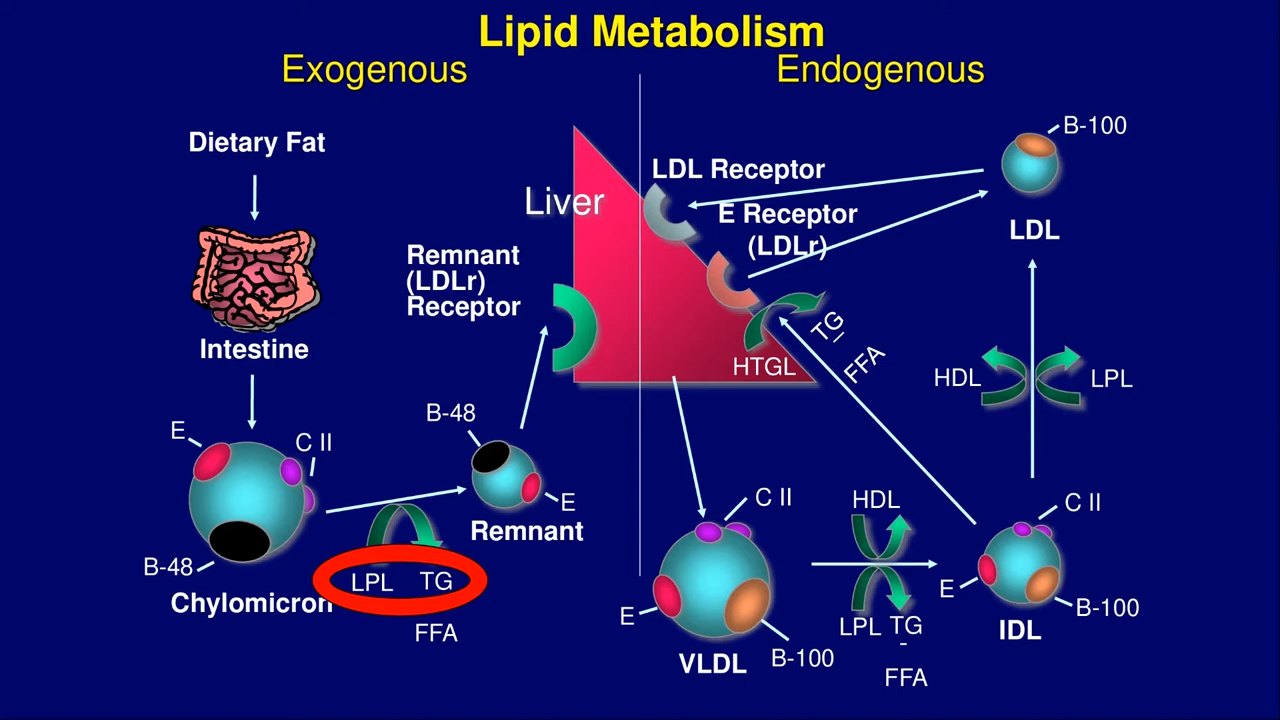 Lipid Metabolism
Exogenous
Endogenous
Dietary Fat
Intestine
E
C II
B-48
Chylomicron
LPL
TG
FFA
B-48
E
Remnant
Remnant
(LDLr)
Receptor
Liver
LDL Receptor
E Receptor
(LDLr)
HTGL
TG
FFA
B-100
LDL
HDL
LPL
C II
E
B-100
VLDL
HDL
LPL
TG
-
FFA
C II
E
B-100
IDL